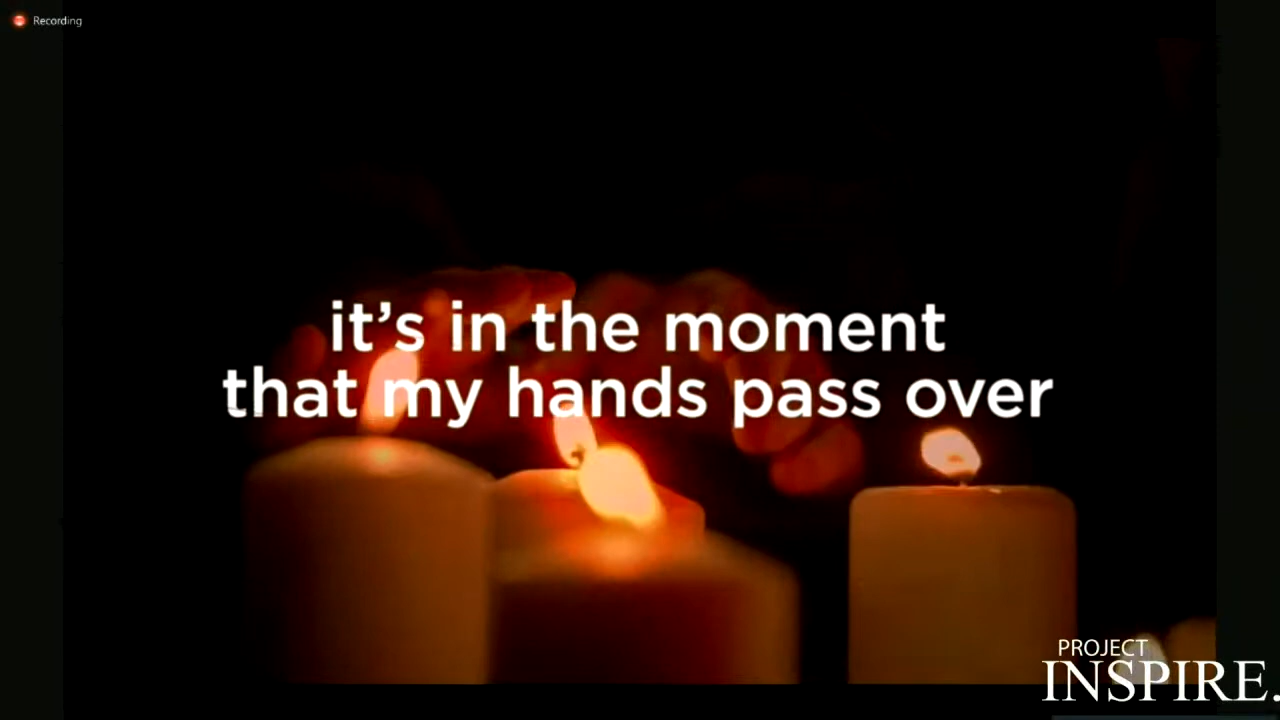 Recording
it's in the moment
that my hands pass over
PROJECT
INSPIRE.